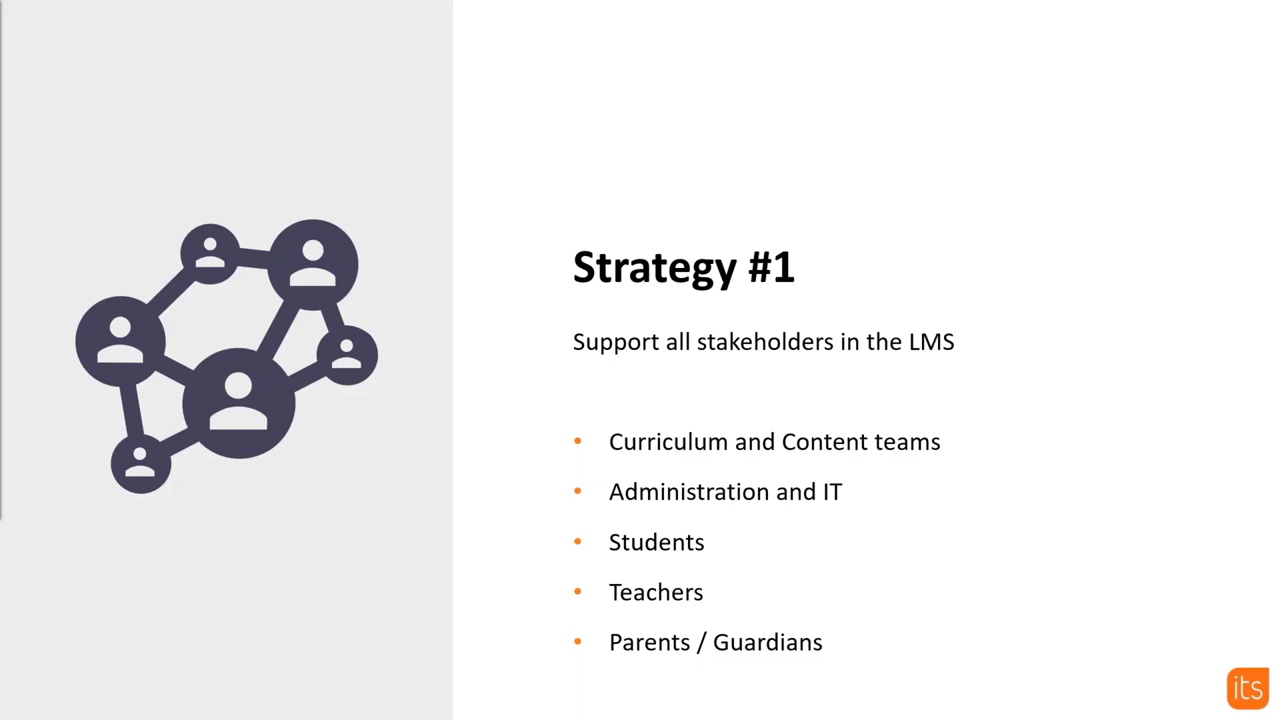 Strategy #1
Support all stakeholders in the LMS
• Curriculum and Content teams
• Administration and IT
• Students
• Teachers
• Parents / Guardians
its